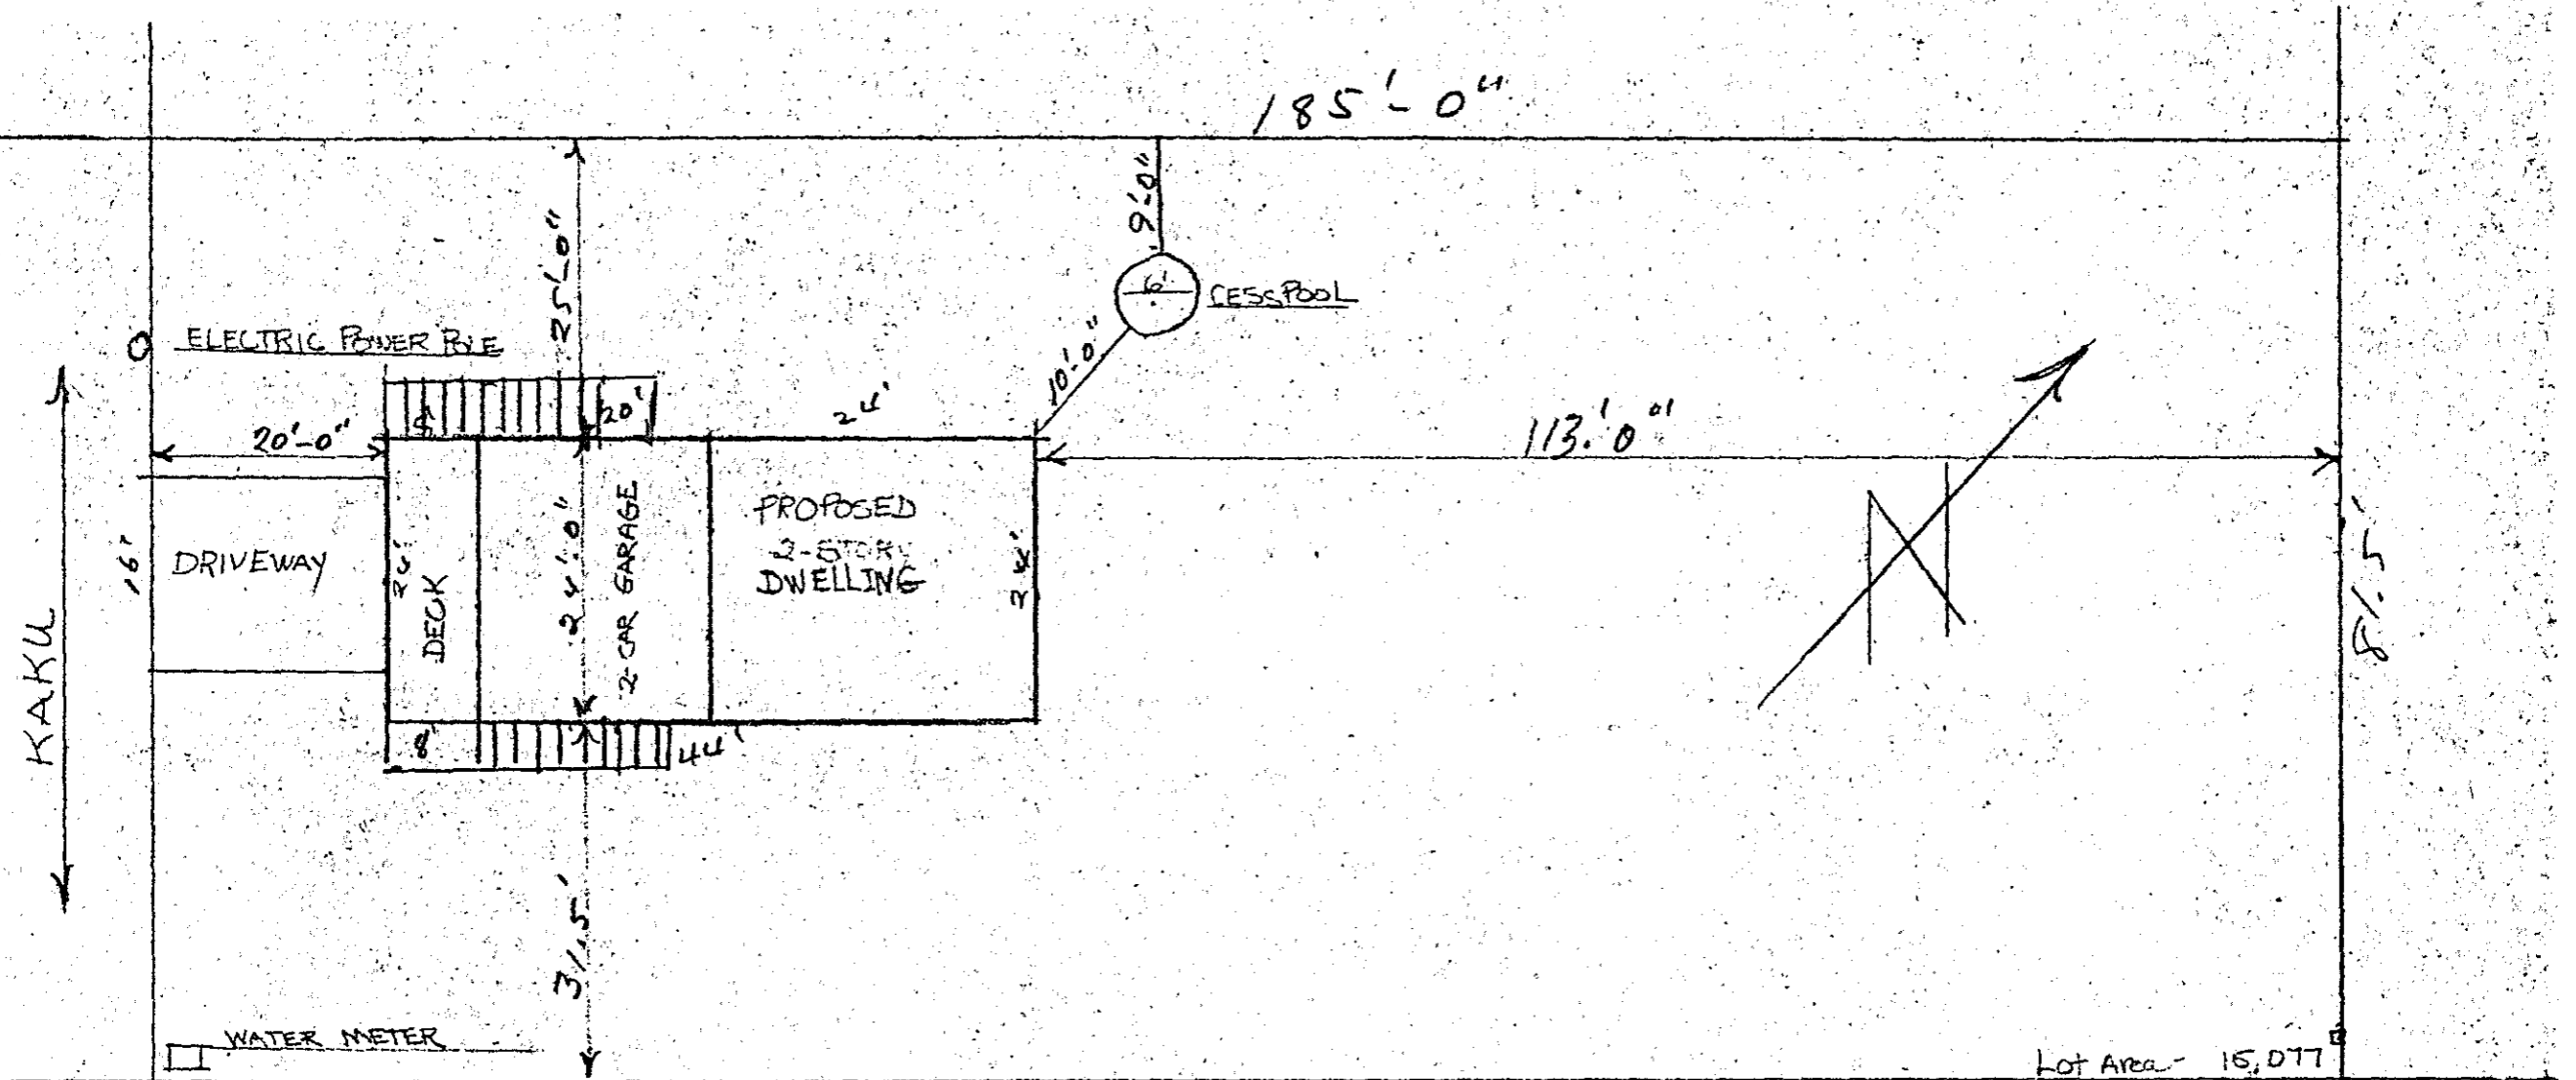 185'-0"
9'-0"
25'-0"
6'
CESSPOOL
ELECTRIC POWER POLE
10'-0"
20'
24'
20'-0"
113'.0"
N
PROPOSED
2-STORY
DWELLING
24'-0"
2-CAR GARAGE
DECK
24'
24'
DRIVEWAY
16'
KAKU
81.5'
8'
44'
31.5'
WATER METER
Lot Area - 15,077